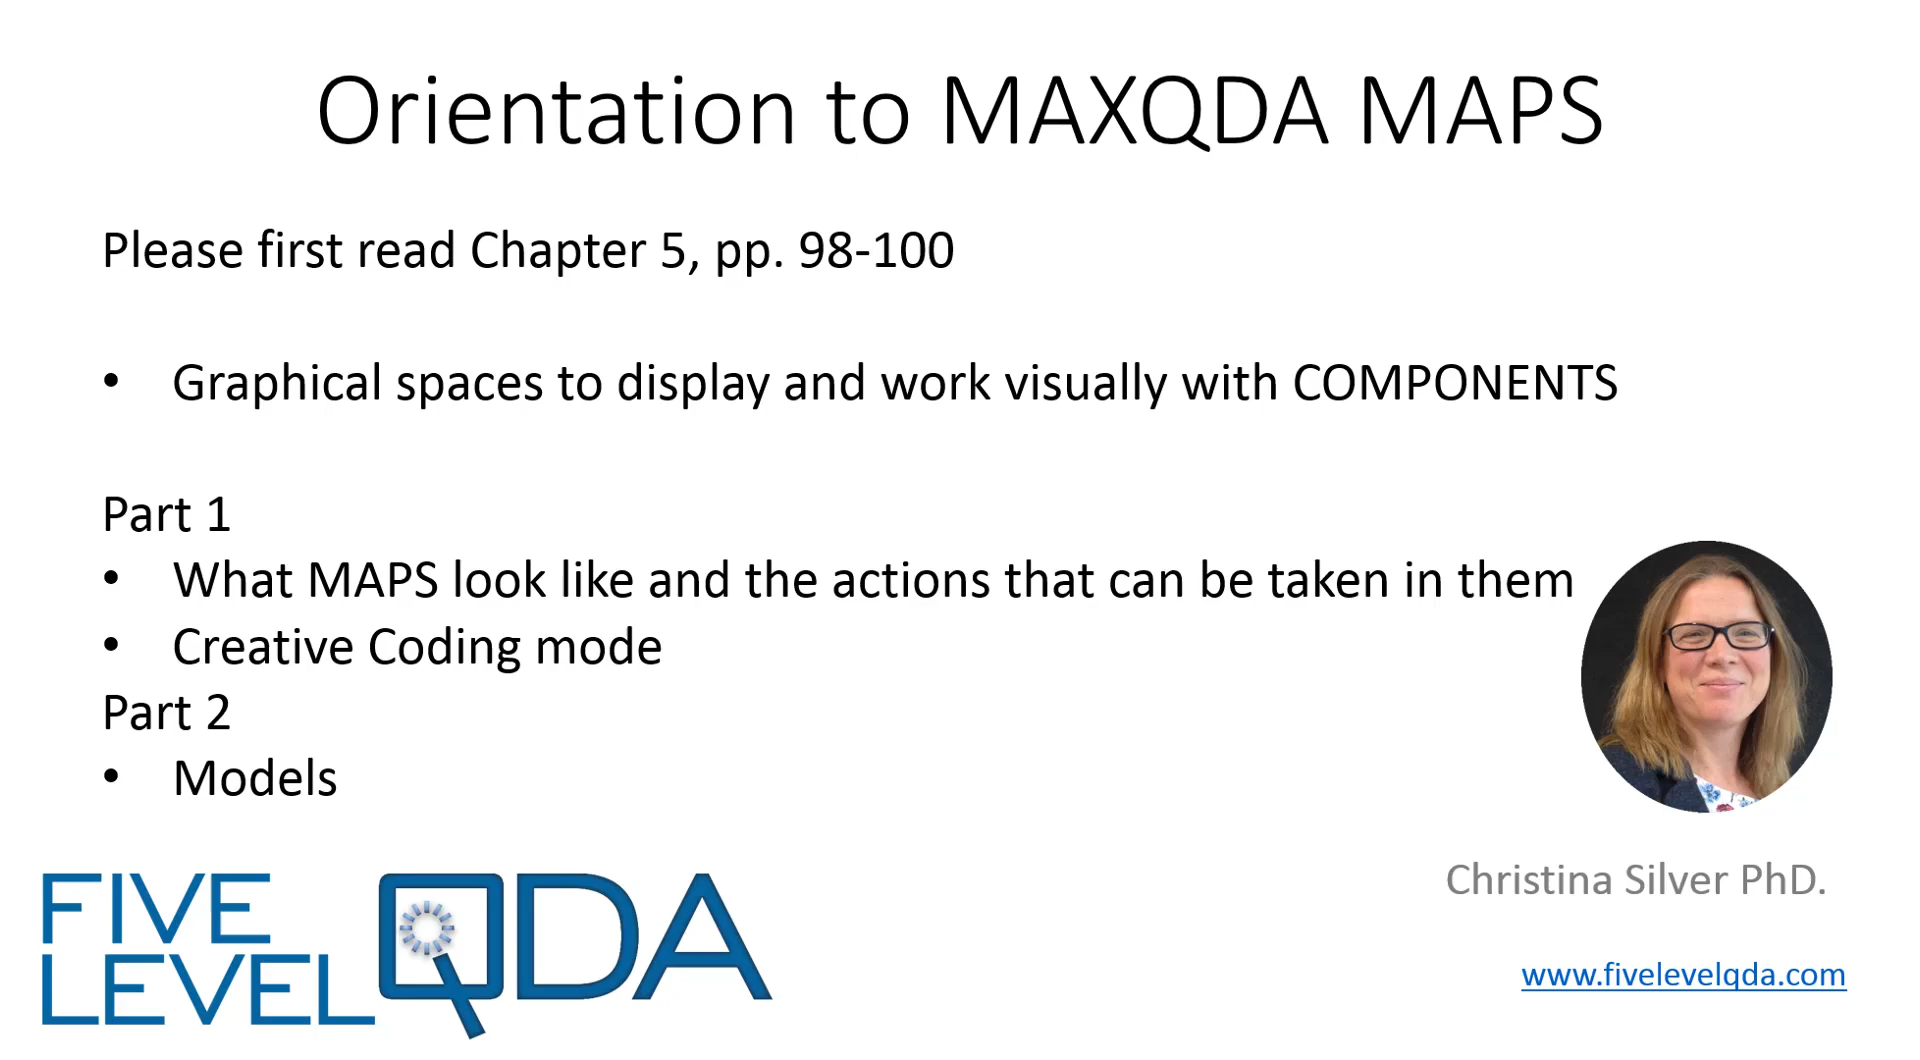 Orientation to MAXQDA MAPS
Please first read Chapter 5, pp. 98-100
• Graphical spaces to display and work visually with COMPONENTS
Part 1
• What MAPS look like and the actions that can be taken in them
• Creative Coding mode
Part 2
• Models
Christina Silver PhD.
www.fivelevelqda.com
FIVE
LEVEL QDA